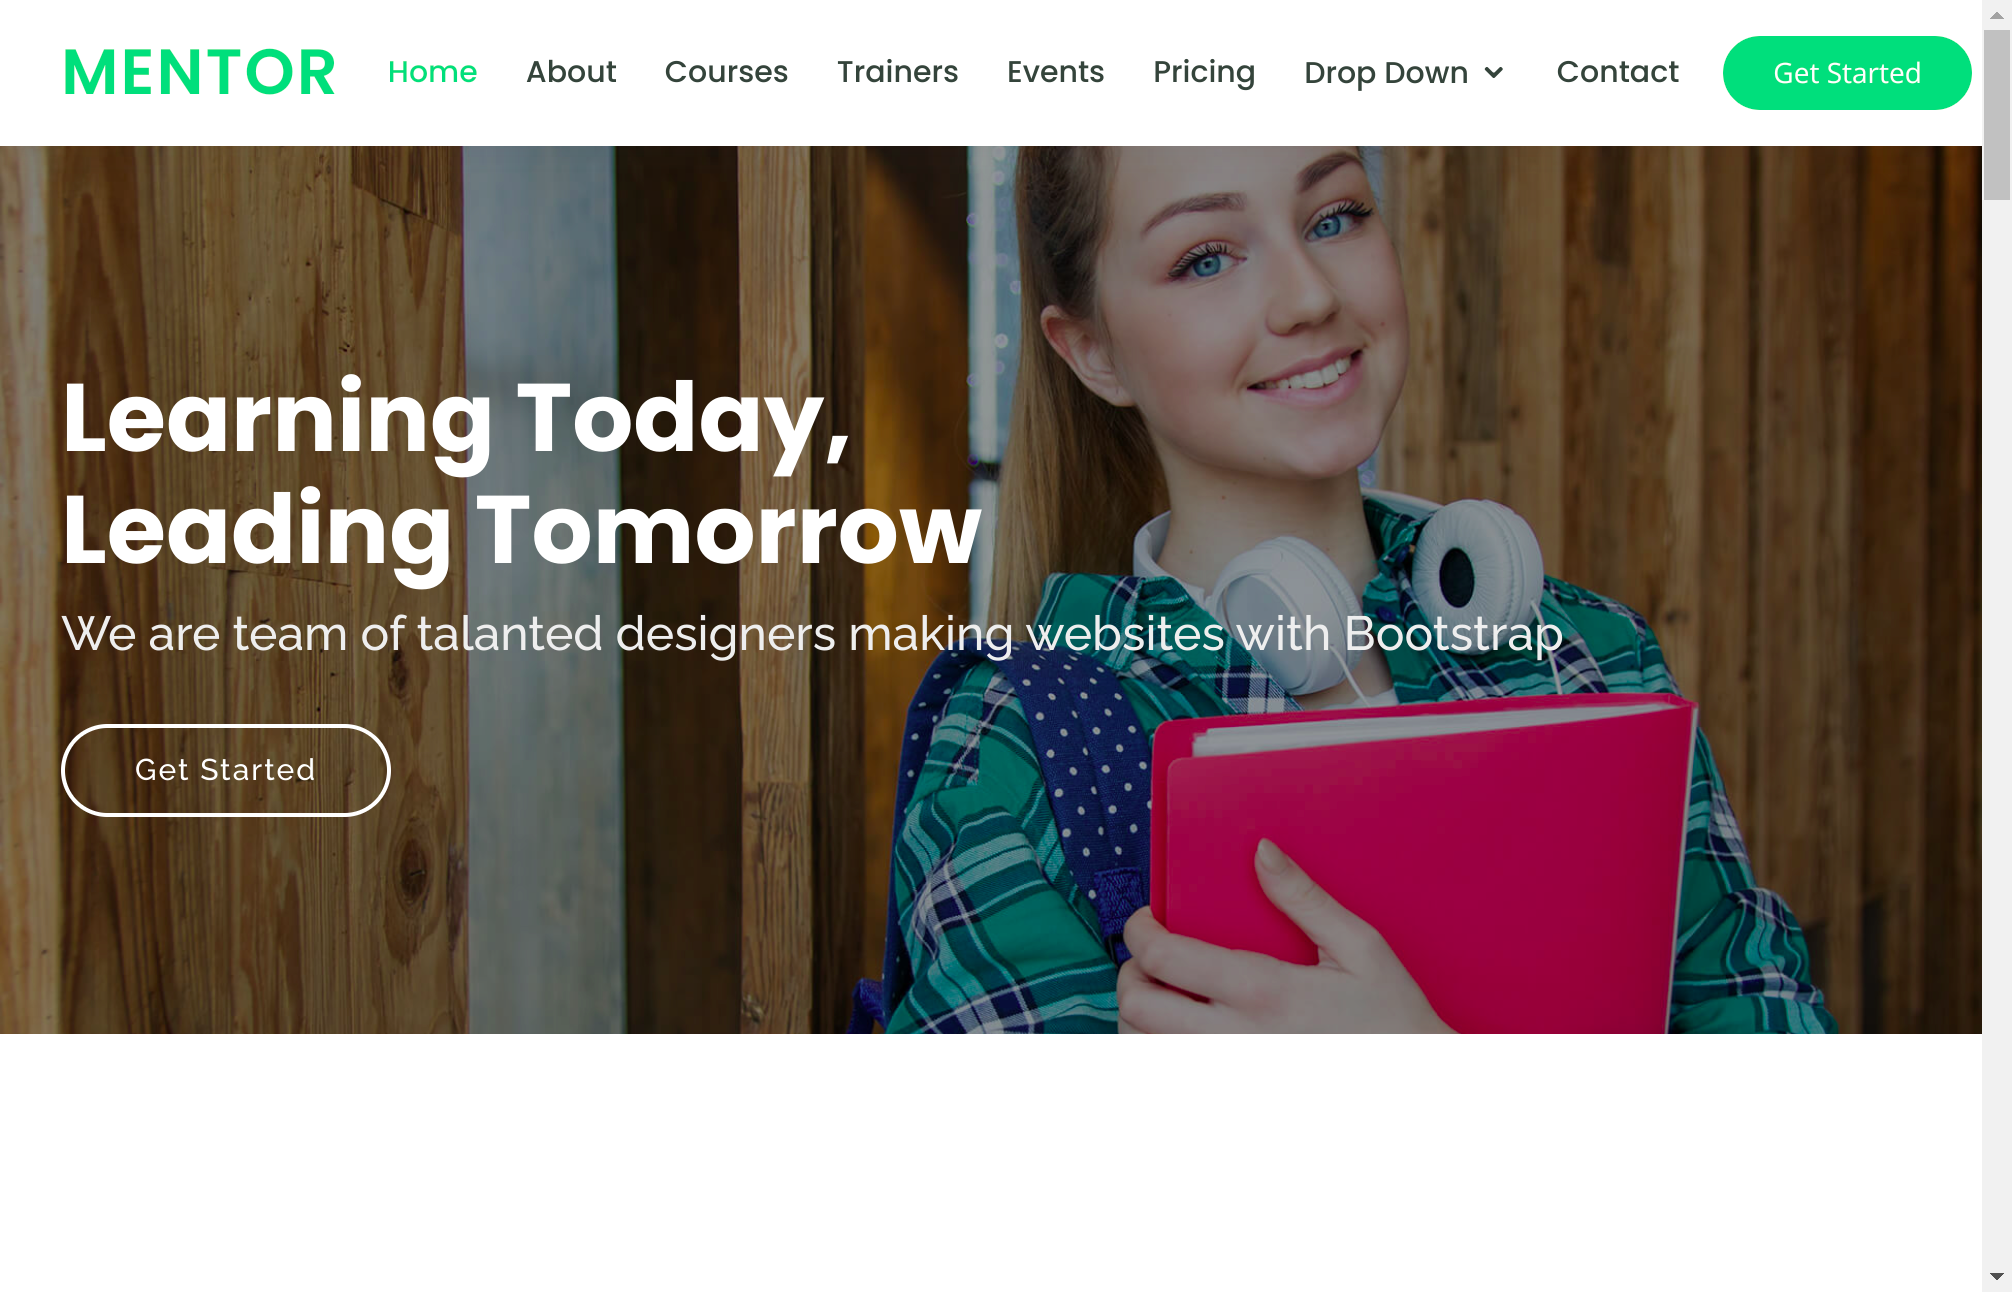 MENTOR
Home About Courses Trainers Events Pricing Drop Down Contact Get Started
Learning Today,
Leading Tomorrow
We are team of talanted designers making websites with Bootstrap
Get Started